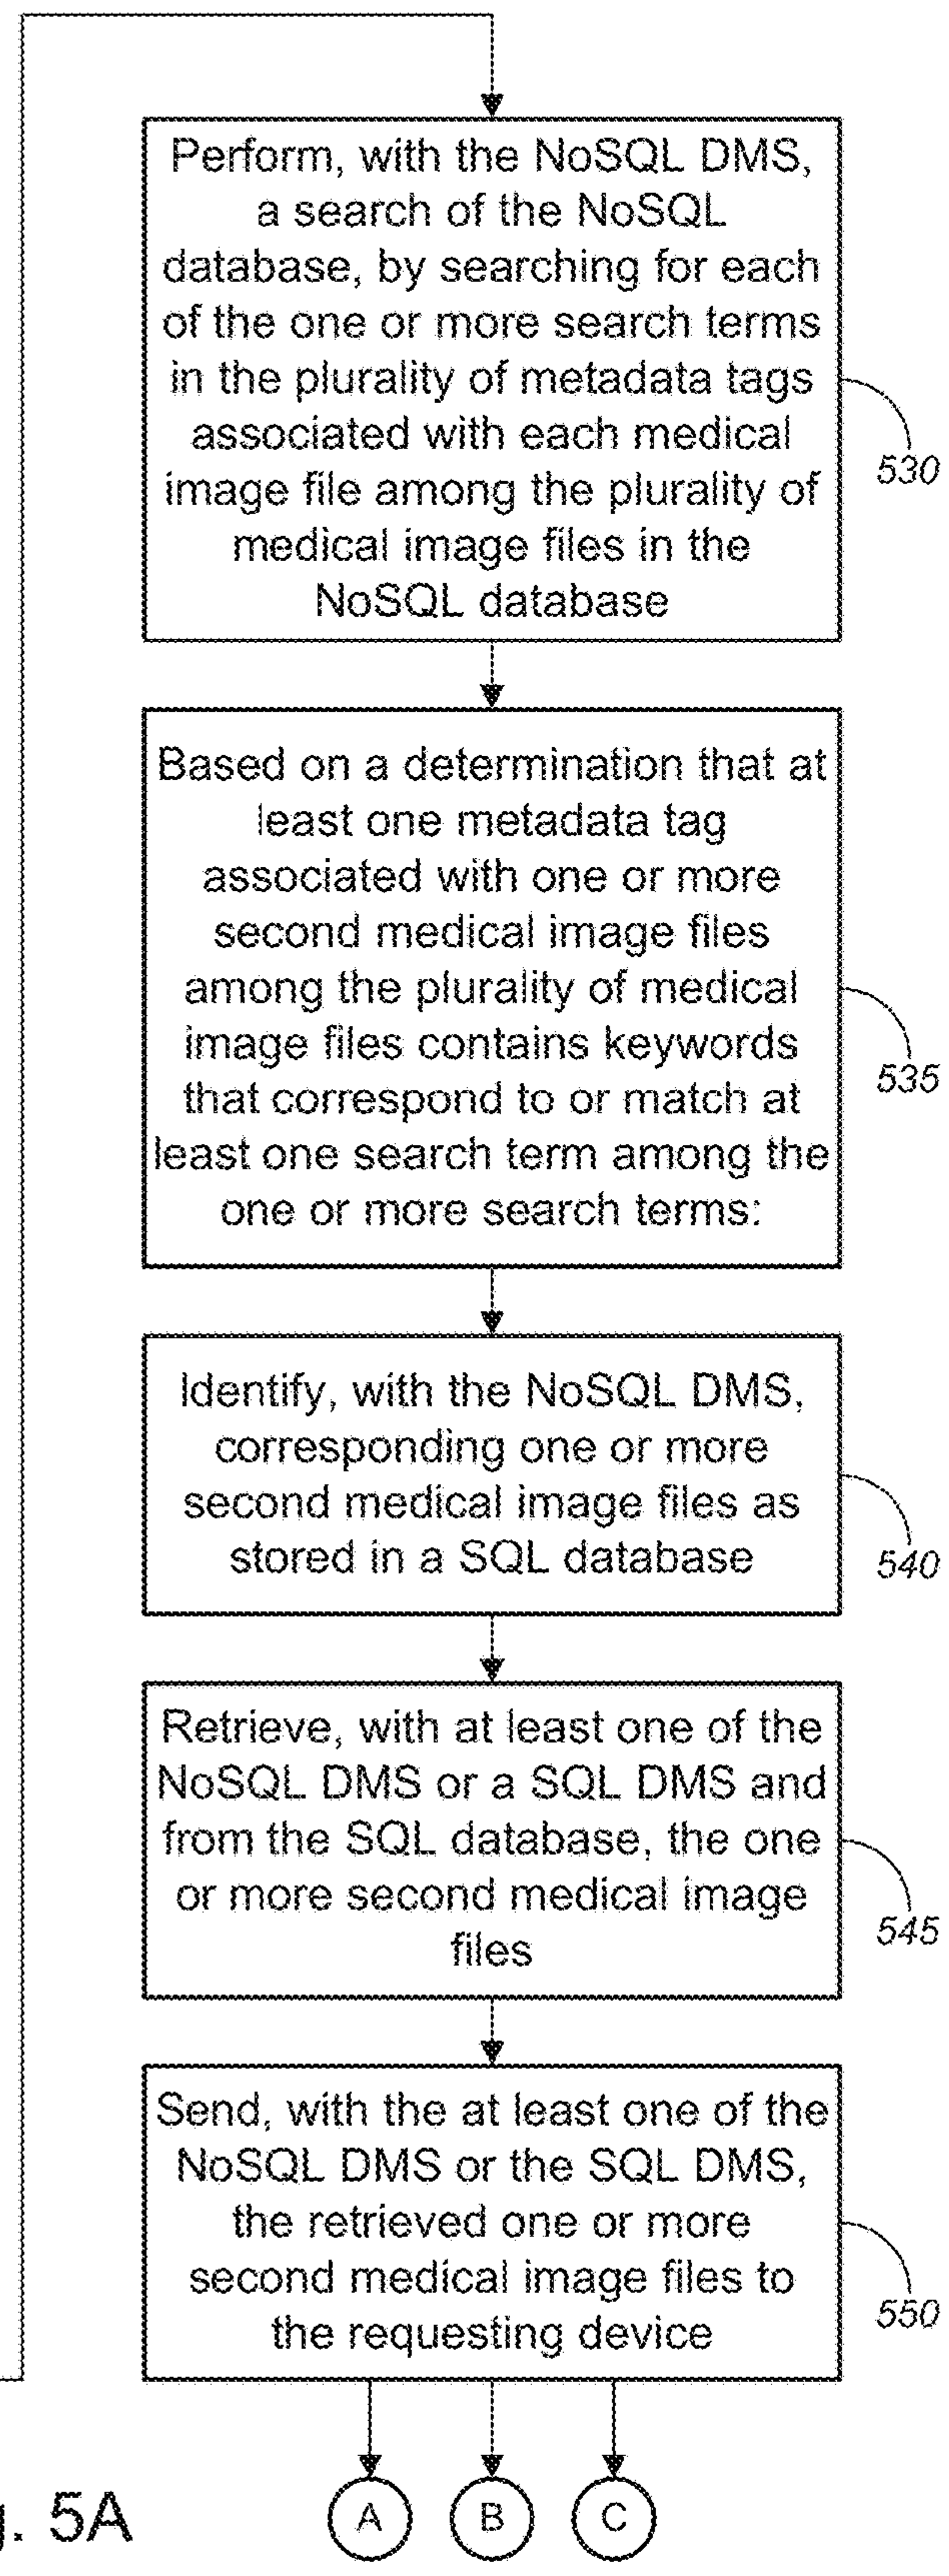 Perform, with the NoSQL DMS,
a search of the NoSQL
database, by searching for each
of the one or more search terms
in the plurality of metadata tags
associated with each medical
image file among the plurality of
medical image files in the
NoSQL database
530
Based on a determination that at
least one metadata tag
associated with one or more
second medical image files
among the plurality of medical
image files contains keywords
that correspond to or match at
least one search term among the
one or more search terms:
535
Identify, with the NoSQL DMS,
corresponding one or more
second medical image files as
stored in a SQL database
540
Retrieve, with at least one of the
NoSQL DMS or a SQL DMS and
from the SQL database, the one
or more second medical image
files
545
Send, with the at least one of the
NoSQL DMS or the SQL DMS,
the retrieved one or more
second medical image files to
the requesting device
550
A B C
g. 5A